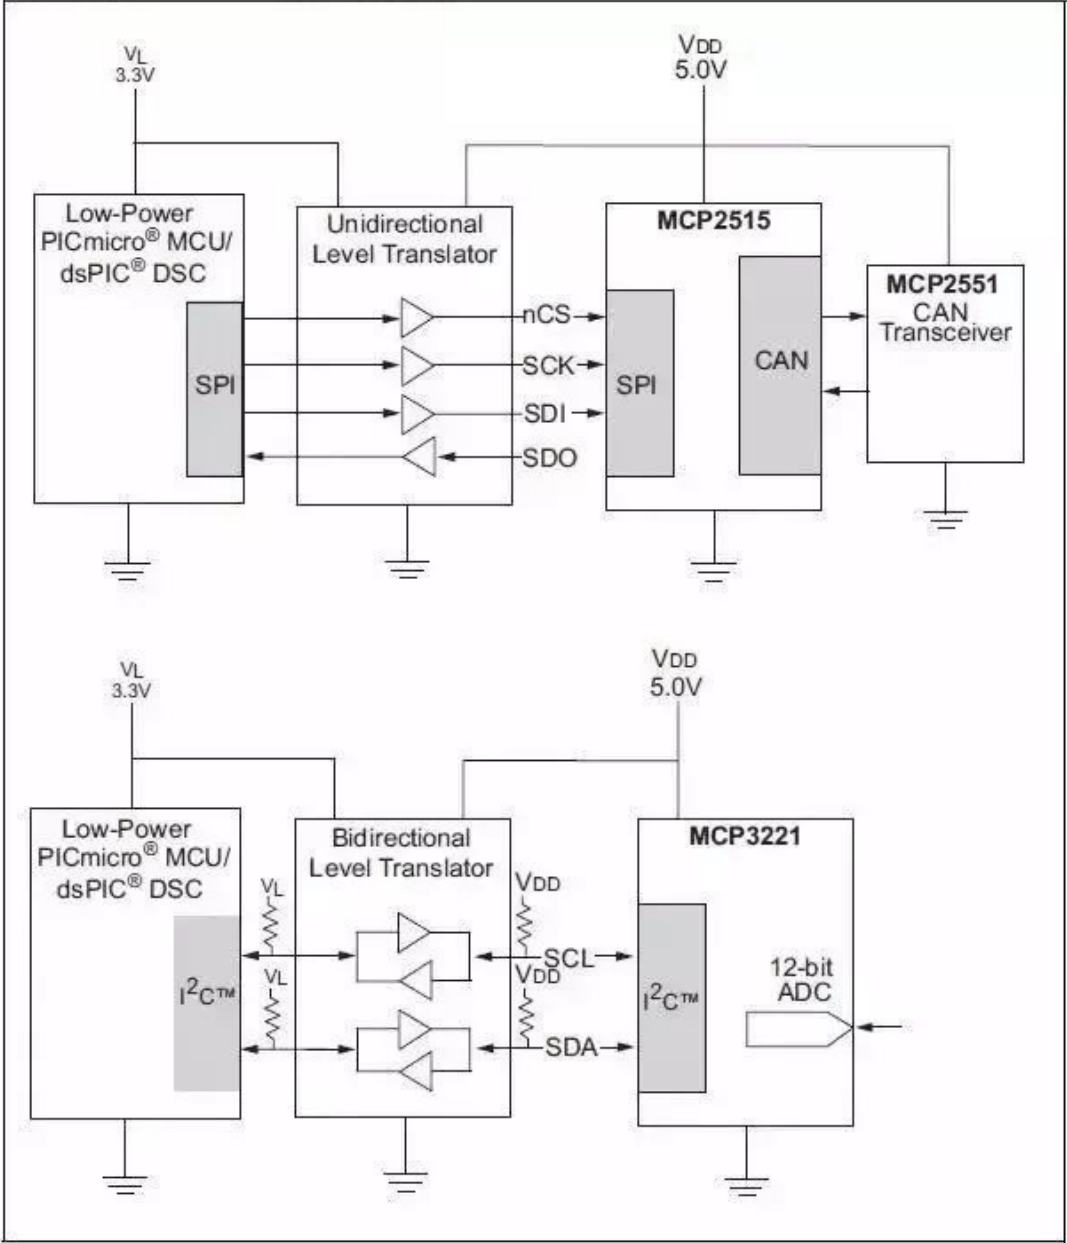 VL
3.3V
VDD
5.0V
Low-Power
PICmicro® MCU/
dsPIC® DSC
SPI
Unidirectional
Level Translator
nCS
SCK
SDI
SDO
MCP2515
SPI
CAN
MCP2551
CAN
Transceiver
VL
3.3V
VDD
5.0V
Low-Power
PICmicro® MCU/
dsPIC® DSC
I²C™
VL
VL
Bidirectional
Level Translator
VDD
SCL
VDD
SDA
MCP3221
I²C™
12-bit
ADC